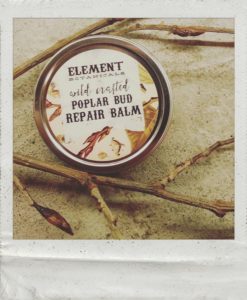 ELEMENT
BOTANICALS
wild crafted
POPLAR BUD
REPAIR BALM